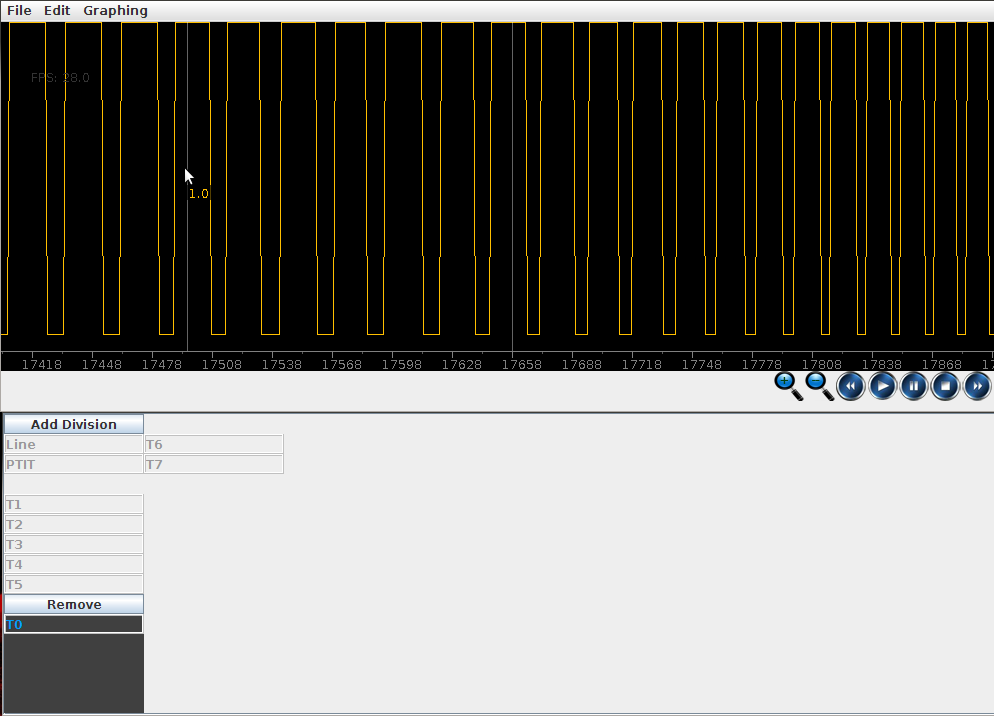 File Edit Graphing
FPS: 28.0
1.0
17418 17448 17478 17508 17538 17568 17598 17628 17658 17688 17718 17748 17778 17808 17838 17868
Add Division
Line T6
PTIT T7
T1
T2
T3
T4
T5
Remove
T0